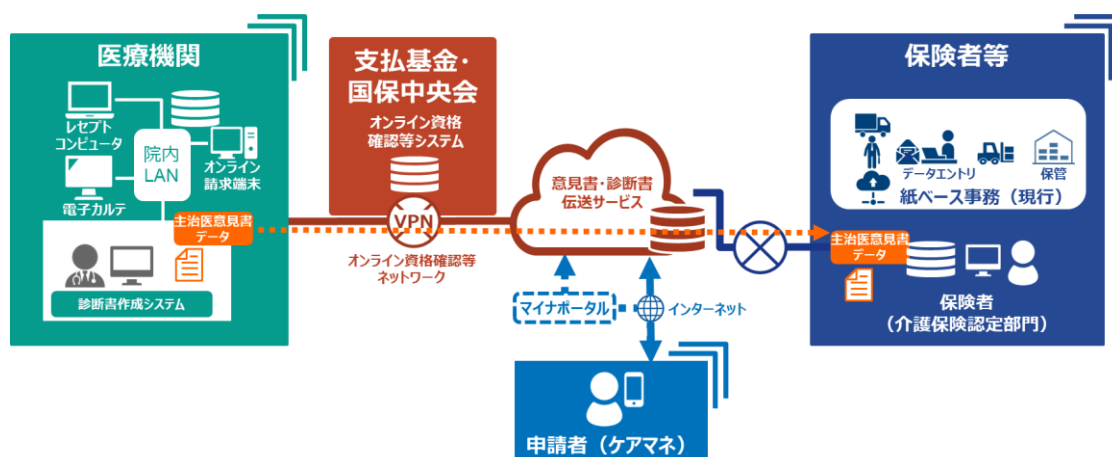 医療機関
レセプト
コンピュータ
院内
LAN
オンライン
請求端末
電子カルテ
主治医意見書
データ
診断書作成システム
支払基金・
国保中央会
オンライン資格
確認等システム
VPN
オンライン資格確認等
ネットワーク
意見書・診断書
伝送サービス
マイナポータル
インターネット
申請者（ケアマネ）
保険者等
データエントリ
保管
紙ベース事務（現行）
主治医意見書
データ
保険者
（介護保険認定部門）